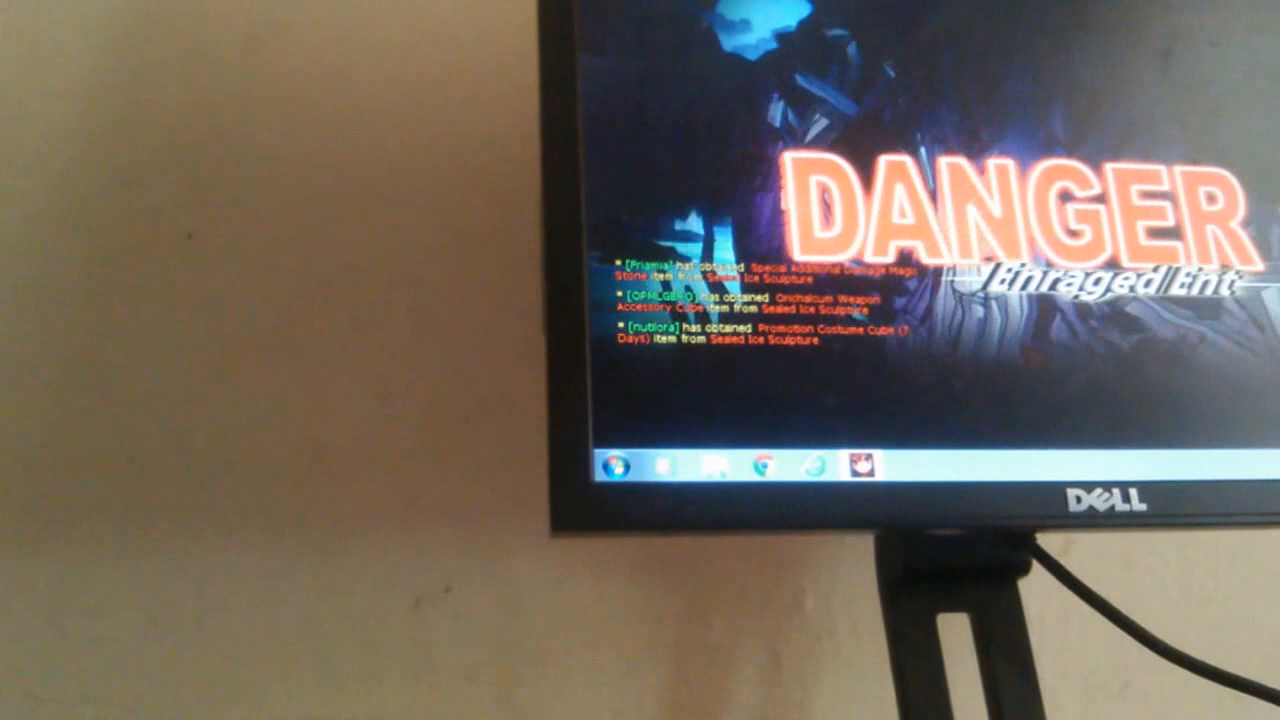 DANGER
Enraged Ent
* [Priamia] has obtained Special Additional Damage Magic
Stone item from Sealed Ice Sculpture
has obtained Orichalcum Weapon
Accessory Cube item from Sealed Ice Sculpture
* [nutilora] has obtained Promotion Costume Cube (7
Days) item from Sealed Ice Sculpture
DELL